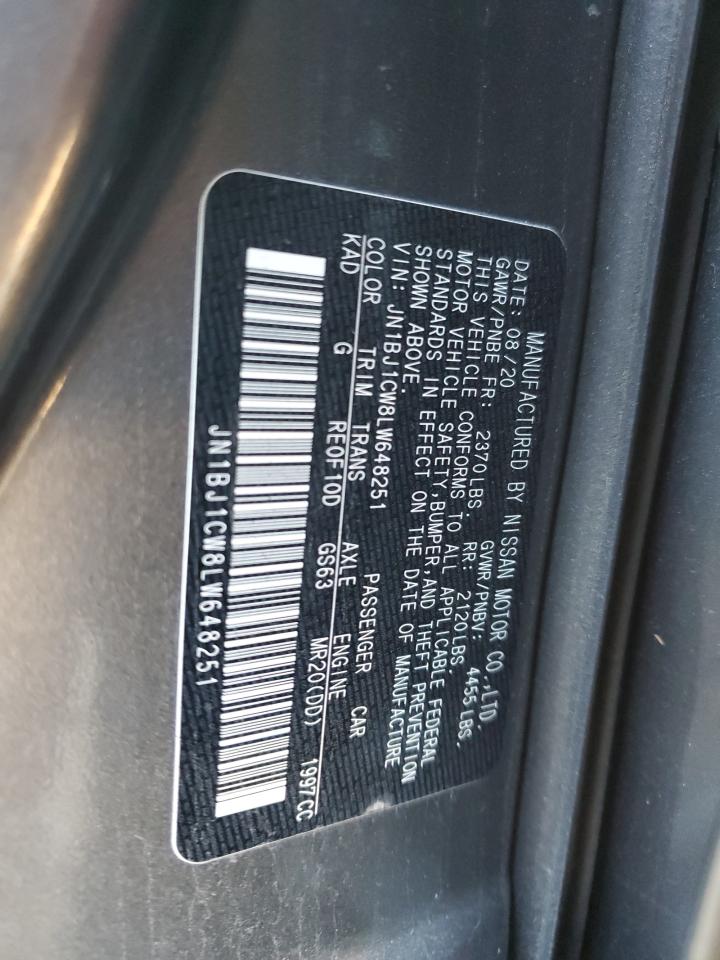 MANUFACTURED BY NISSAN MOTOR CO.,LTD.
DATE: 08/20 GVWR/PNBV: 4455LBS.
GAWR/PNBE FR: 2370LBS. RR: 2120LBS.
THIS VEHICLE CONFORMS TO ALL APPLICABLE FEDERAL
MOTOR VEHICLE SAFETY,BUMPER,AND THEFT PREVENTION
STANDARDS IN EFFECT ON THE DATE OF MANUFACTURE
SHOWN ABOVE.
VIN: JN1BJ1CW8LW648251 PASSENGER CAR
COLOR TRIM TRANS AXLE ENGINE
KAD G RE0F10D GS63 MR20(DD) 1997CC
JN1BJ1CW8LW648251